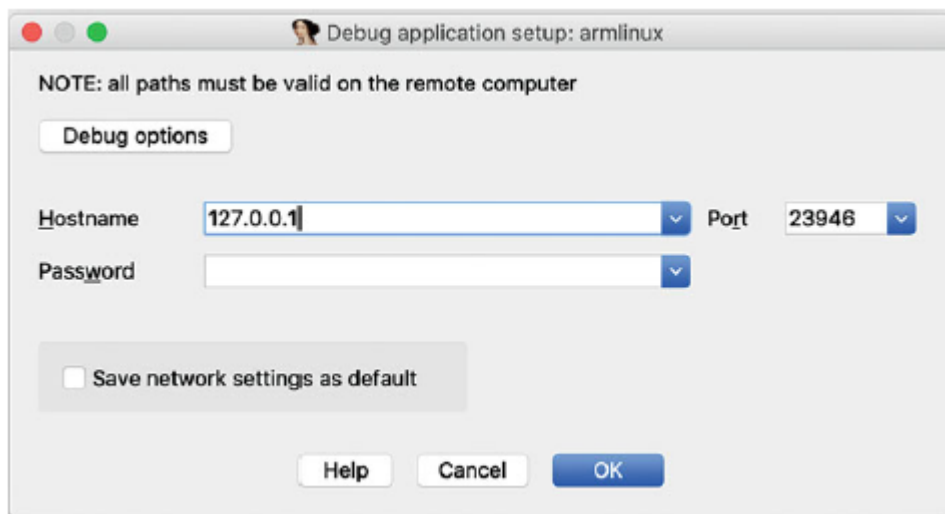 Debug application setup: armlinux
NOTE: all paths must be valid on the remote computer
Debug options
Hostname 127.0.0.1 Port 23946
Password
Save network settings as default
Help Cancel OK